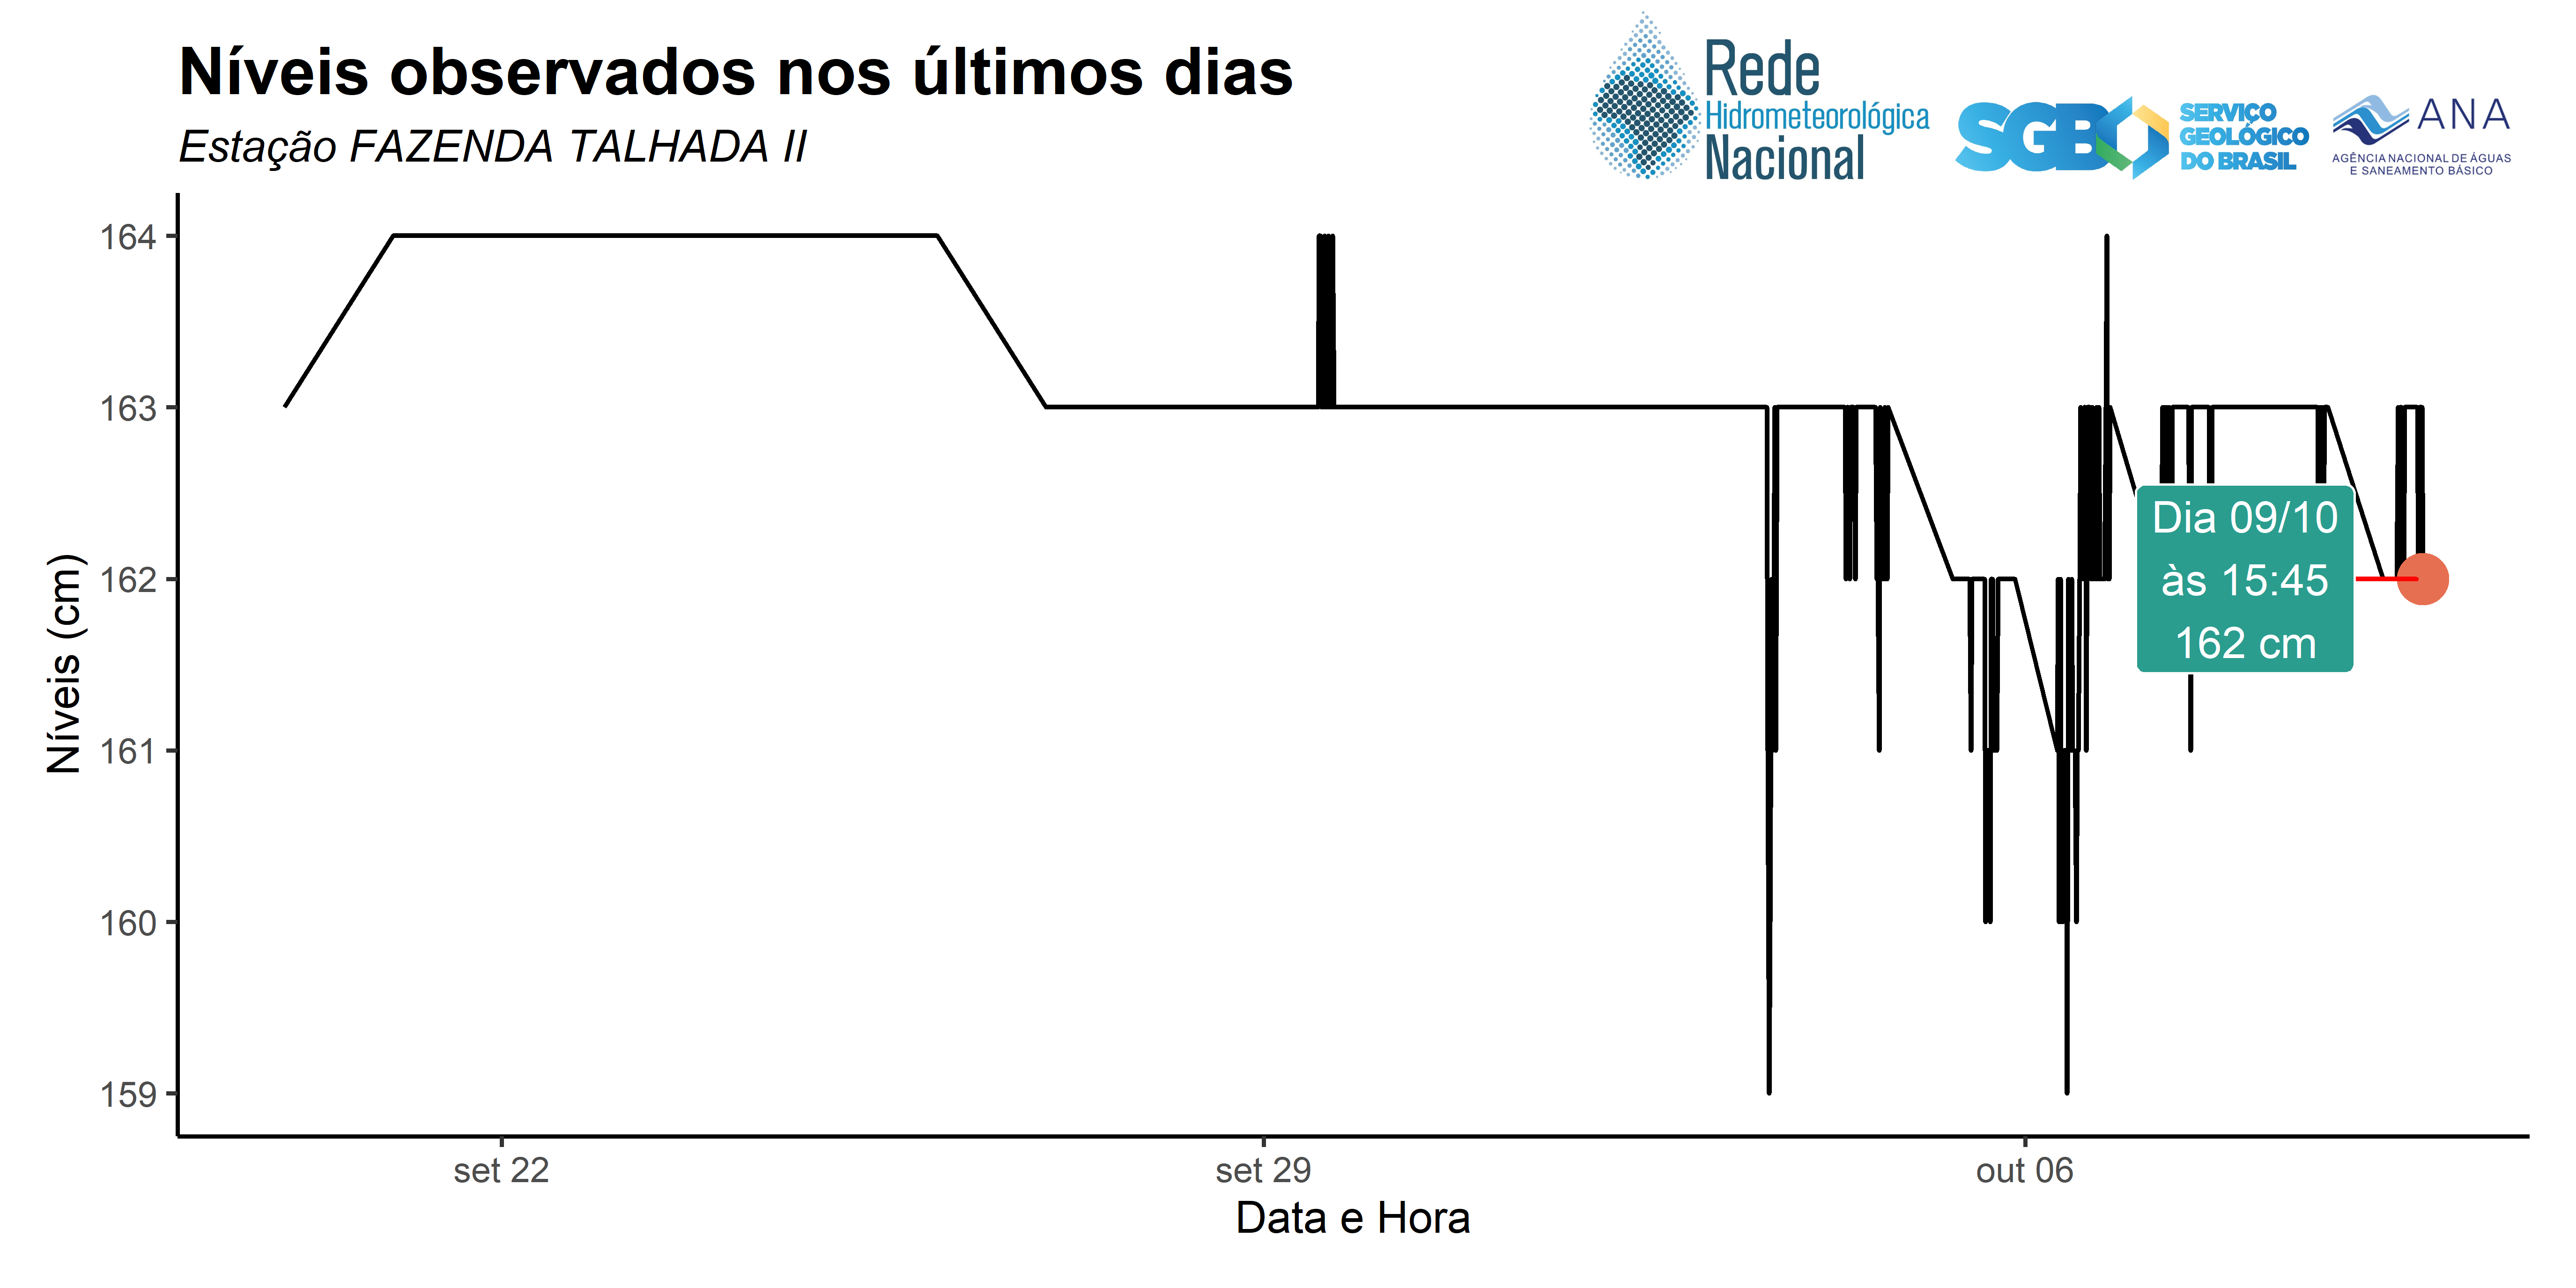 Níveis observados nos últimos dias
Estação FAZENDA TALHADA II
Rede
Hidrometeorológica
Nacional
SGB
SERVIÇO
GEOLÓGICO
DO BRASIL
ANA
AGÊNCIA NACIONAL DE ÁGUAS
E SANEAMENTO BÁSICO
Níveis (cm)
164
163
162
161
160
159
Dia 09/10
às 15:45
162 cm
set 22
set 29
out 06
Data e Hora